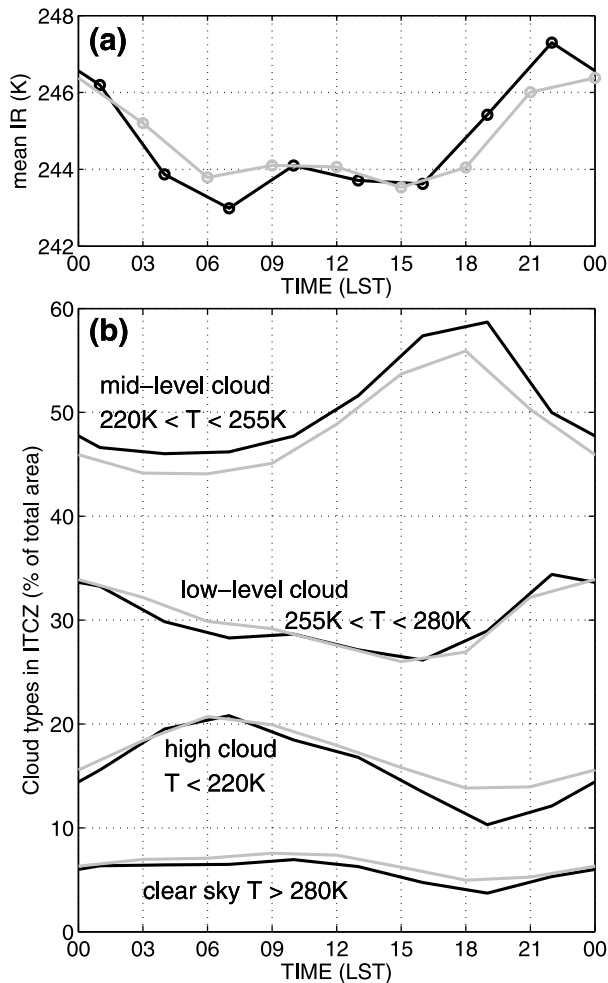 (a)
mean IR (K)
248
246
244
242
00 03 06 09 12 15 18 21 00
TIME (LST)
(b)
Cloud types in ITCZ (% of total area)
60
50
40
30
20
10
0
mid−level cloud
220K < T < 255K
low−level cloud
255K < T < 280K
high cloud
T < 220K
clear sky T > 280K
00 03 06 09 12 15 18 21 00
TIME (LST)